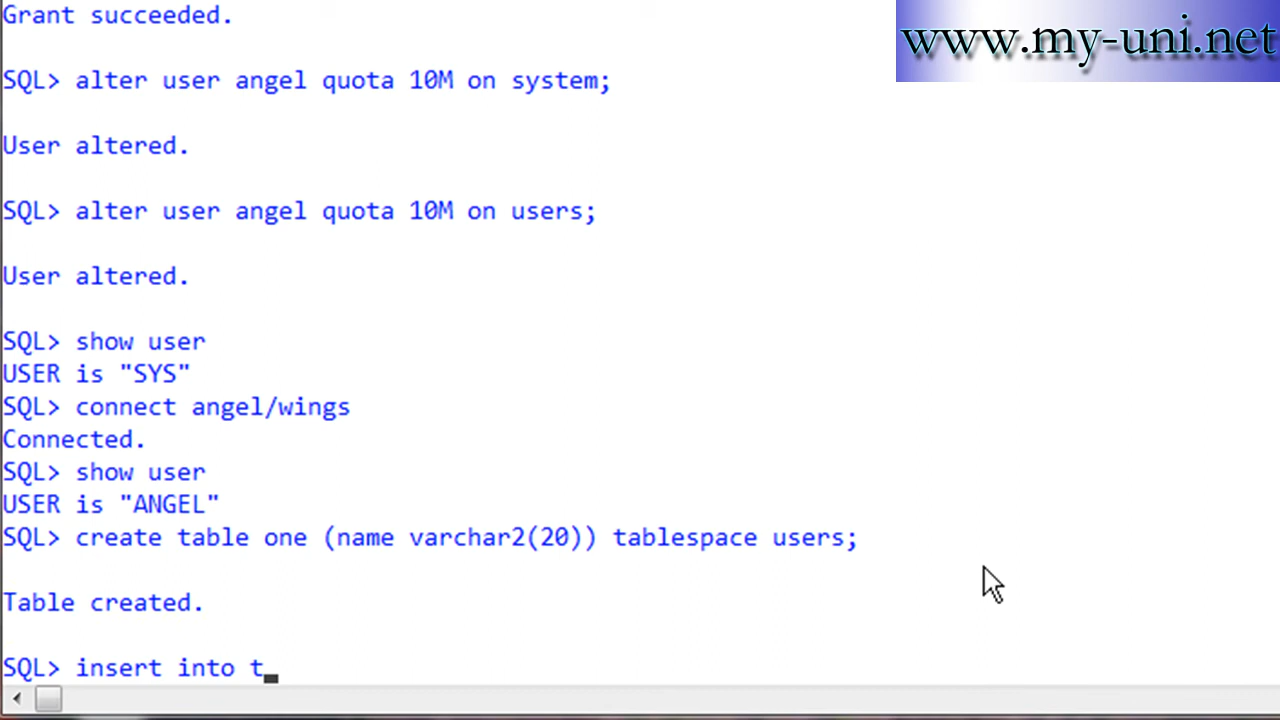 Grant succeeded.
www.my-uni.net
SQL> alter user angel quota 10M on system;
User altered.
SQL> alter user angel quota 10M on users;
User altered.
SQL> show user
USER is "SYS"
SQL> connect angel/wings
Connected.
SQL> show user
USER is "ANGEL"
SQL> create table one (name varchar2(20)) tablespace users;
Table created.
SQL> insert into t